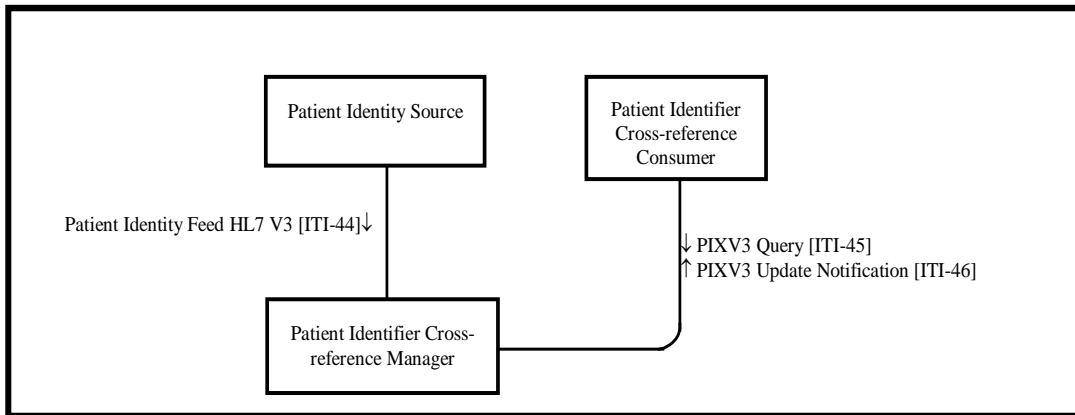 Patient Identity Source
Patient Identifier
Cross-reference
Consumer
Patient Identity Feed HL7 V3 [ITI-44]↓
↓ PIXV3 Query [ITI-45]
↑ PIXV3 Update Notification [ITI-46]
Patient Identifier Cross-
reference Manager